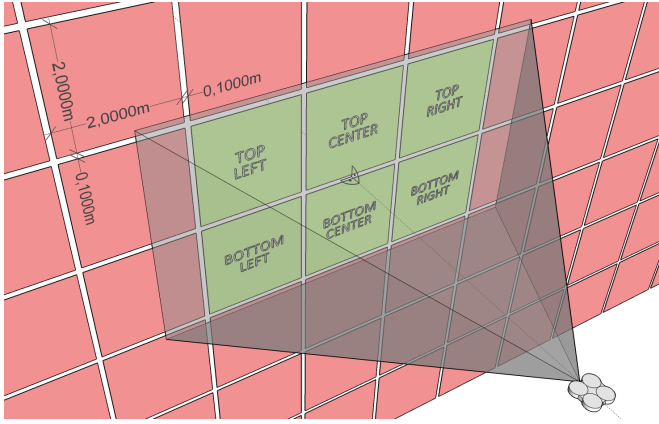 2,0000m
2,0000m
0,1000m
0,1000m
TOP
LEFT
TOP
CENTER
TOP
RIGHT
BOTTOM
LEFT
BOTTOM
CENTER
BOTTOM
RIGHT